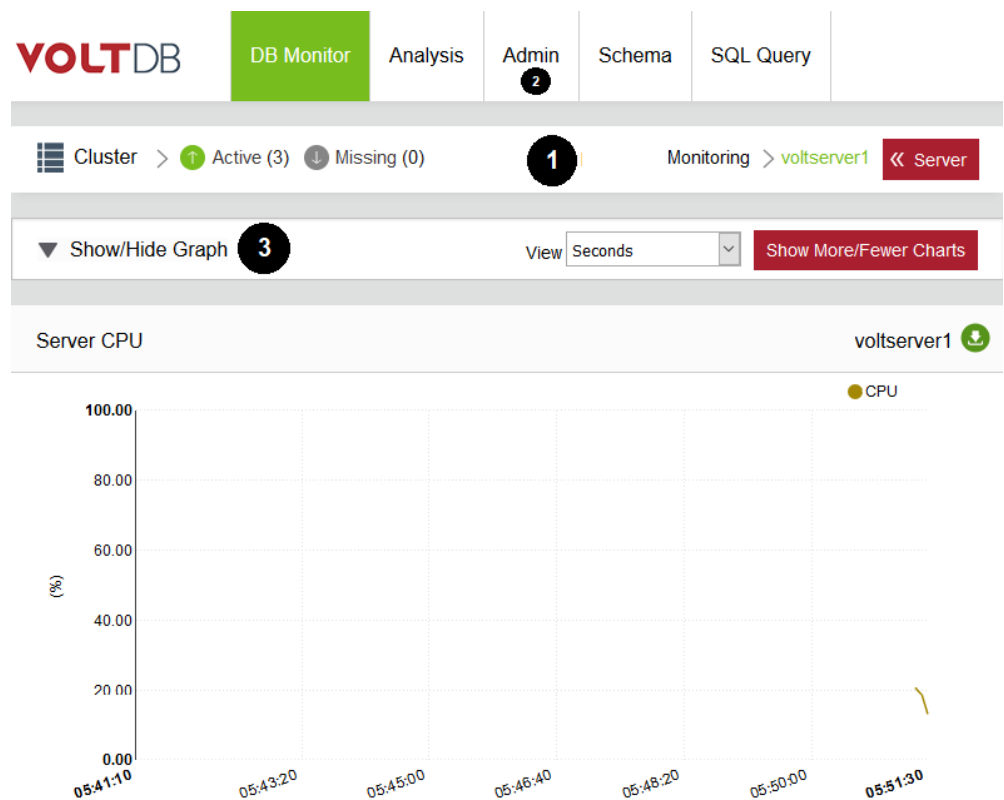 VOLTDB DB Monitor Analysis Admin Schema SQL Query
2
Cluster Active (3) Missing (0) 1 Monitoring voltserver1 « Server
Show/Hide Graph 3 View Seconds Show More/Fewer Charts
Server CPU voltserver1
CPU
100.00
80.00
60.00
(%)
40.00
20.00
0.00
05:41:10 05:43:20 05:45:00 05:46:40 05:48:20 05:50:00 05:51:30